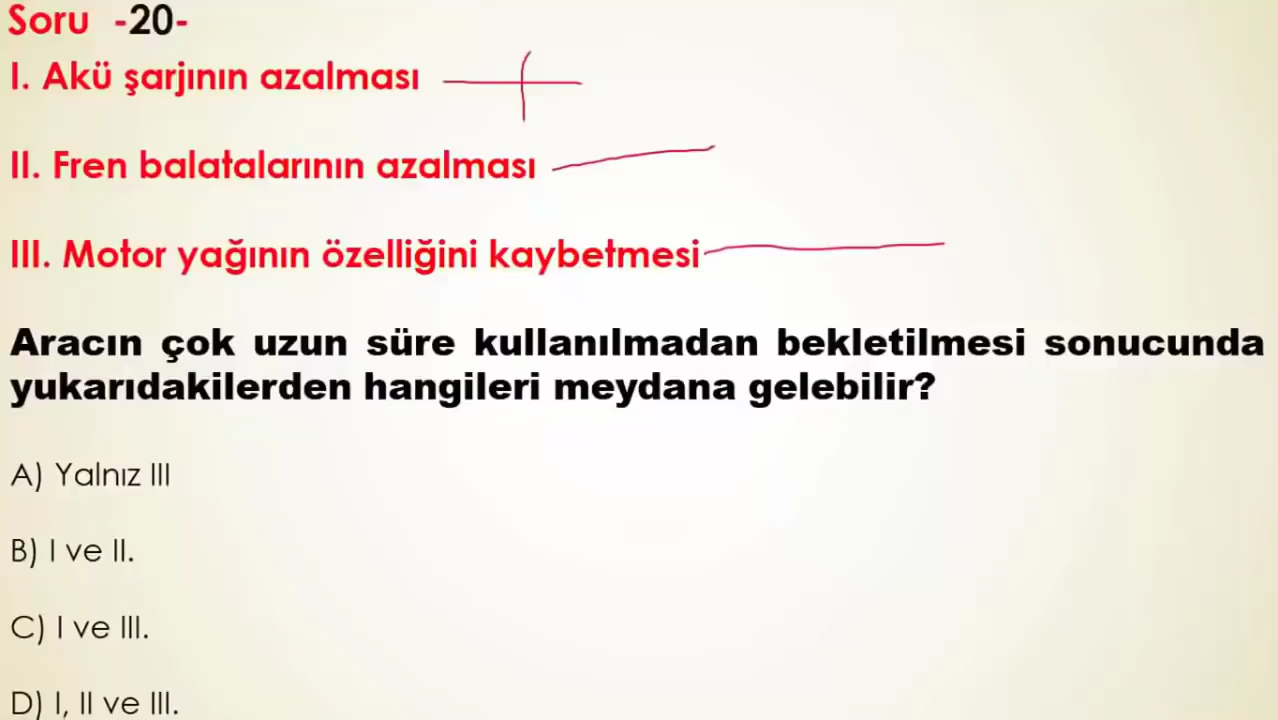 Soru -20-
I. Akü şarjının azalması
II. Fren balatalarının azalması
III. Motor yağının özelliğini kaybetmesi
Aracın çok uzun süre kullanılmadan bekletilmesi sonucunda
yukarıdakilerden hangileri meydana gelebilir?
A) Yalnız III
B) I ve II.
C) I ve III.
D) I, II ve III.